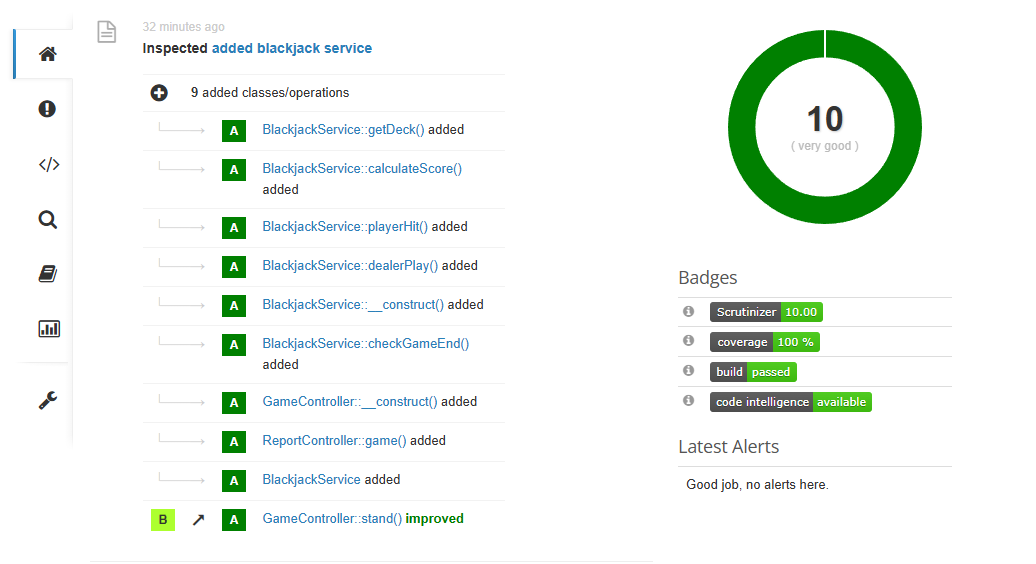 32 minutes ago
Inspected added blackjack service
9 added classes/operations
A BlackjackService::getDeck() added
A BlackjackService::calculateScore()
added
A BlackjackService::playerHit() added
A BlackjackService::dealerPlay() added
A BlackjackService::__construct() added
A BlackjackService::checkGameEnd()
added
A GameController::__construct() added
A ReportController::game() added
A BlackjackService added
B A GameController::stand() improved
10
( very good )
Badges
Scrutinizer 10.00
coverage 100 %
build passed
code intelligence available
Latest Alerts
Good job, no alerts here.